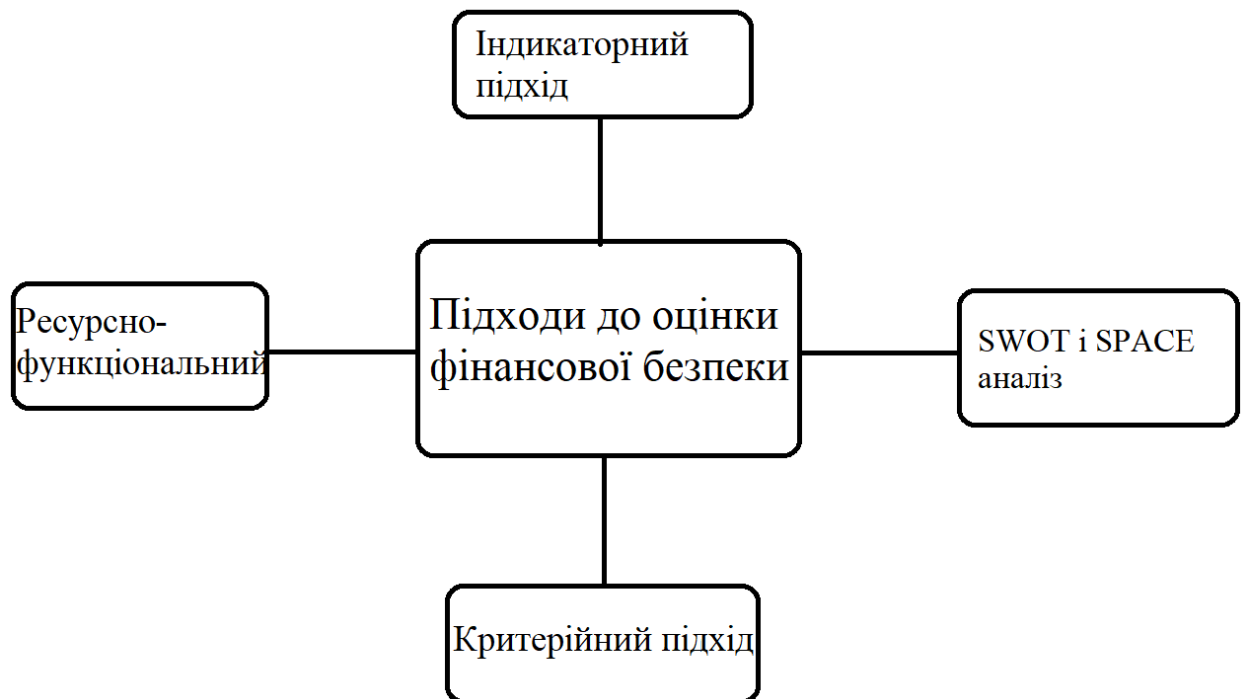 Індикаторний
підхід
Підходи до оцінки
фінансової безпеки
Ресурсно-
функціональний
SWOT і SPACE
аналіз
Критерійний підхід